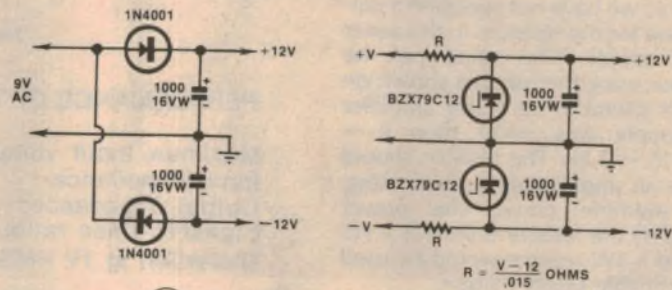 1N4001
+12V
9V
AC
1000
16VW
+
-
1000
16VW
+
-
-12V
1N4001
+V
R
+12V
BZX79C12
1000
16VW
+
-
BZX79C12
1000
16VW
+
-
-V
R
-12V
R = V-12 / .015 OHMS